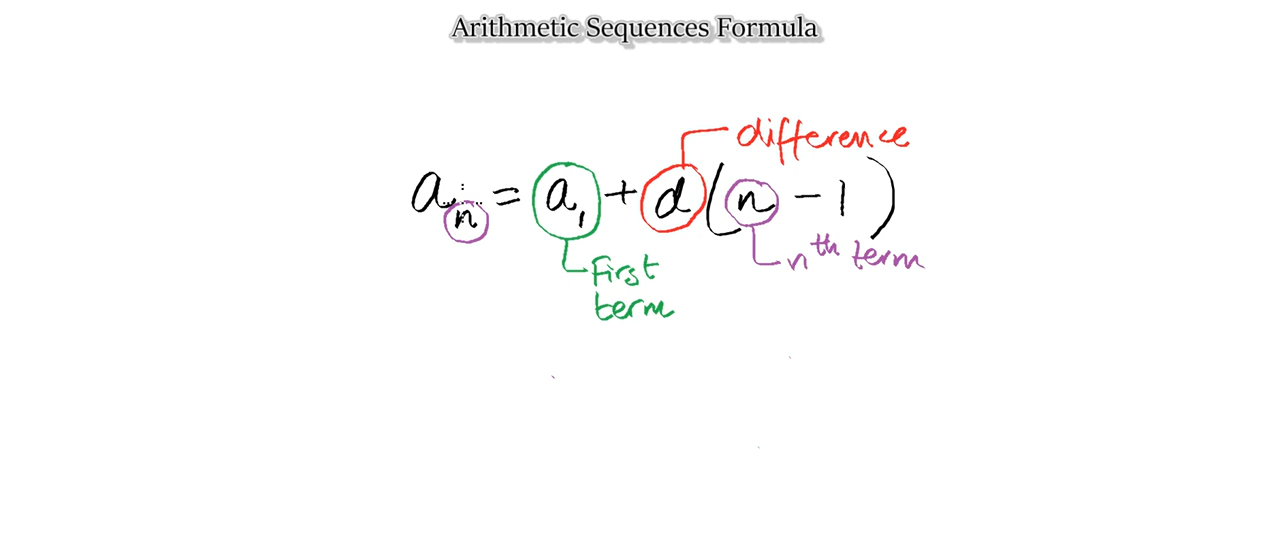 Arithmetic Sequences Formula
difference
aₙ = a₁ + d(n - 1)
nᵗʰ term
First
term